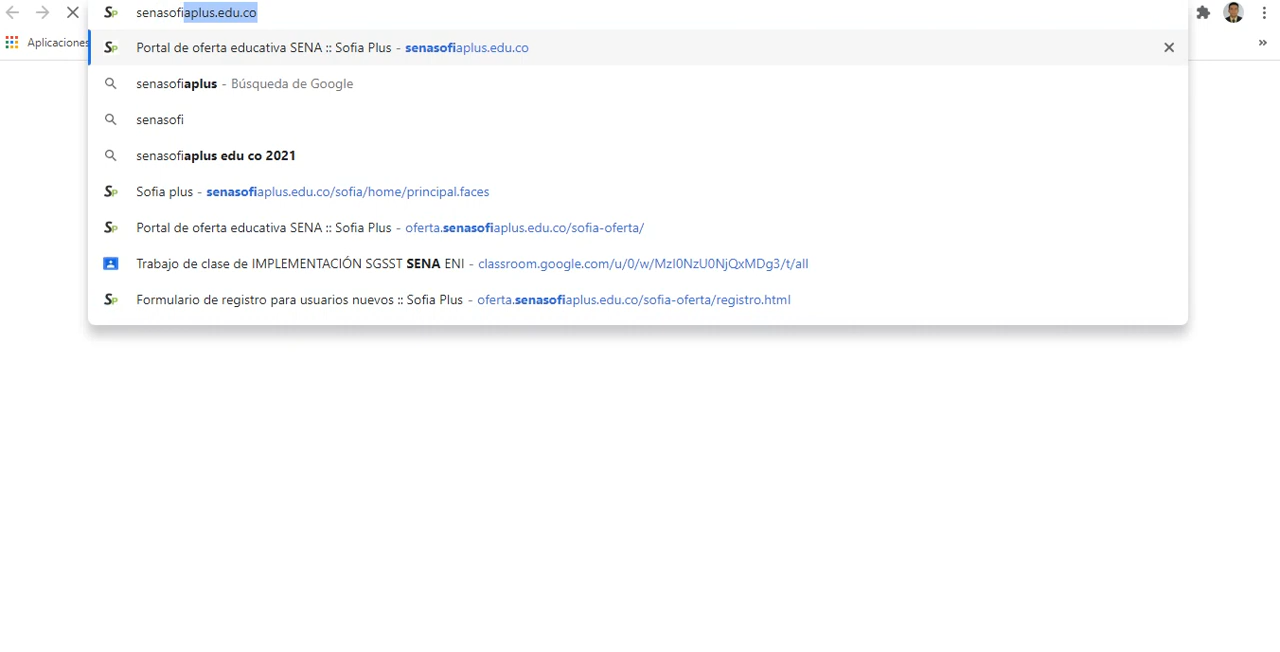 senasofiaplus.edu.co
Aplicaciones
Portal de oferta educativa SENA :: Sofia Plus - senasofiaplus.edu.co
senasofiaplus - Búsqueda de Google
senasofi
senasofiaplus edu co 2021
Sofia plus - senasofiaplus.edu.co/sofia/home/principal.faces
Portal de oferta educativa SENA :: Sofia Plus - oferta.senasofiaplus.edu.co/sofia-oferta/
Trabajo de clase de IMPLEMENTACIÓN SGSST SENA ENI - classroom.google.com/u/0/w/MzI0NzU0NjQxMDg3/t/all
Formulario de registro para usuarios nuevos :: Sofia Plus - oferta.senasofiaplus.edu.co/sofia-oferta/registro.html